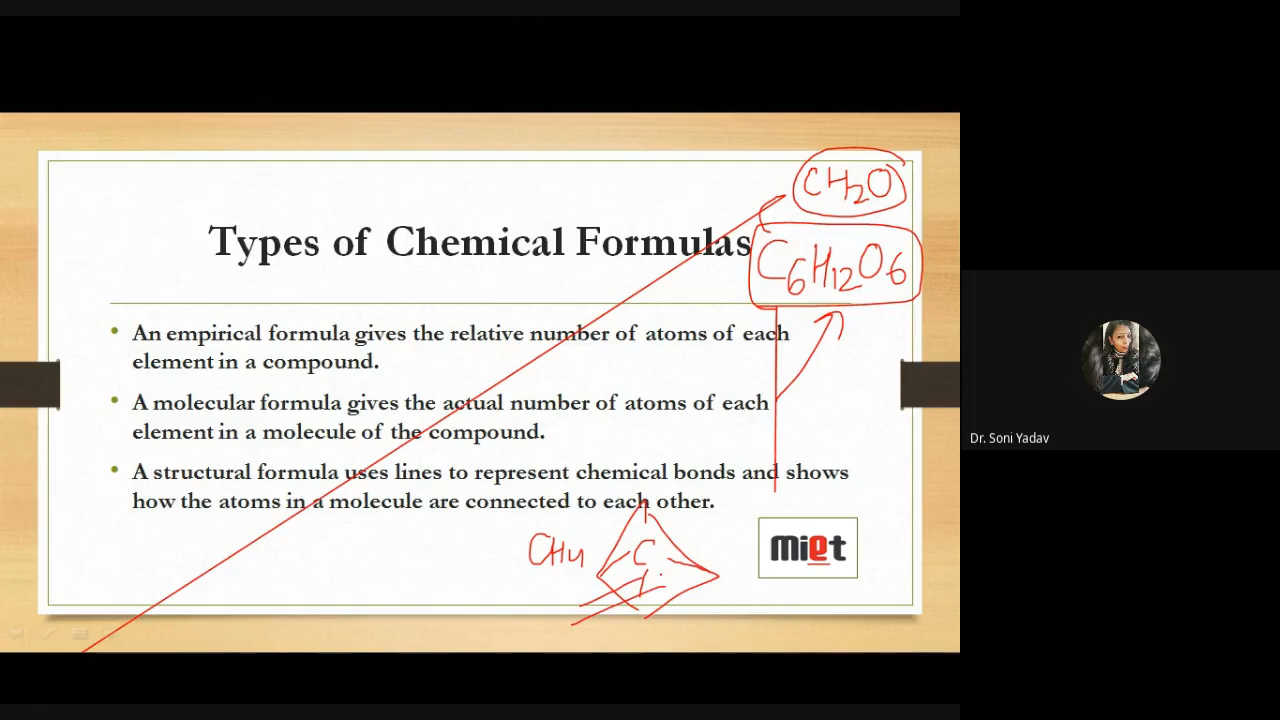 CH2O
Types of Chemical Formulas
C6H12O6
• An empirical formula gives the relative number of atoms of each
element in a compound.
• A molecular formula gives the actual number of atoms of each
element in a molecule of the compound.
• A structural formula uses lines to represent chemical bonds and shows
how the atoms in a molecule are connected to each other.
CH4
C
miet
Dr. Soni Yadav